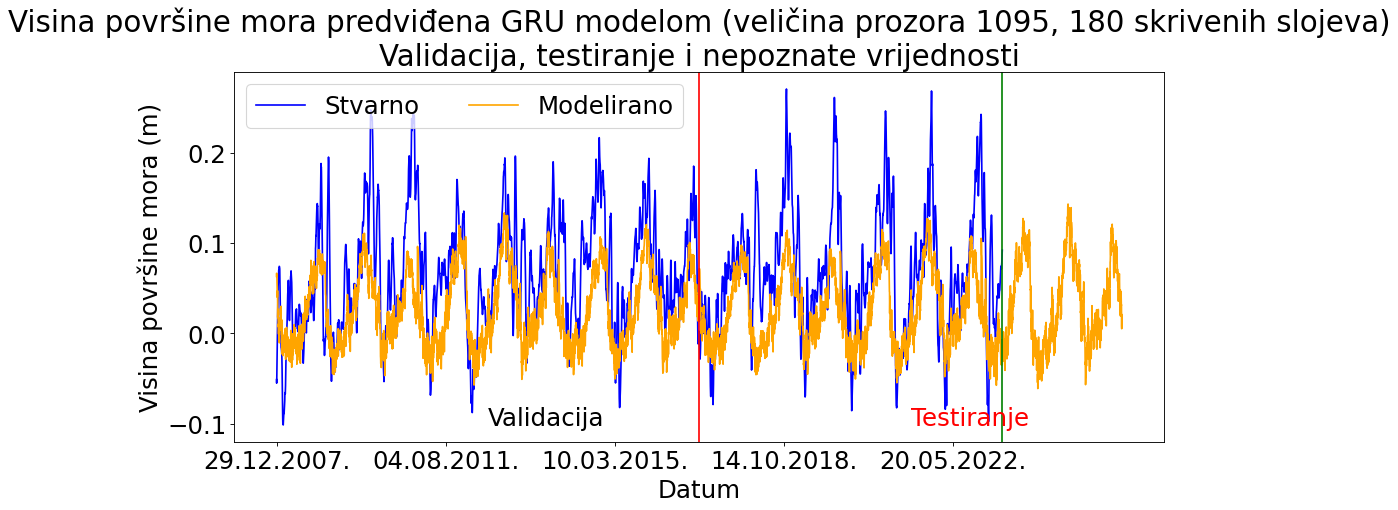 Visina površine mora predviđena GRU modelom (veličina prozora 1095, 180 skrivenih slojeva)
Validacija, testiranje i nepoznate vrijednosti
Stvarno
Modelirano
Visina površine mora (m)
0.2
0.1
0.0
−0.1
Validacija
Testiranje
29.12.2007.
04.08.2011.
10.03.2015.
14.10.2018.
20.05.2022.
Datum